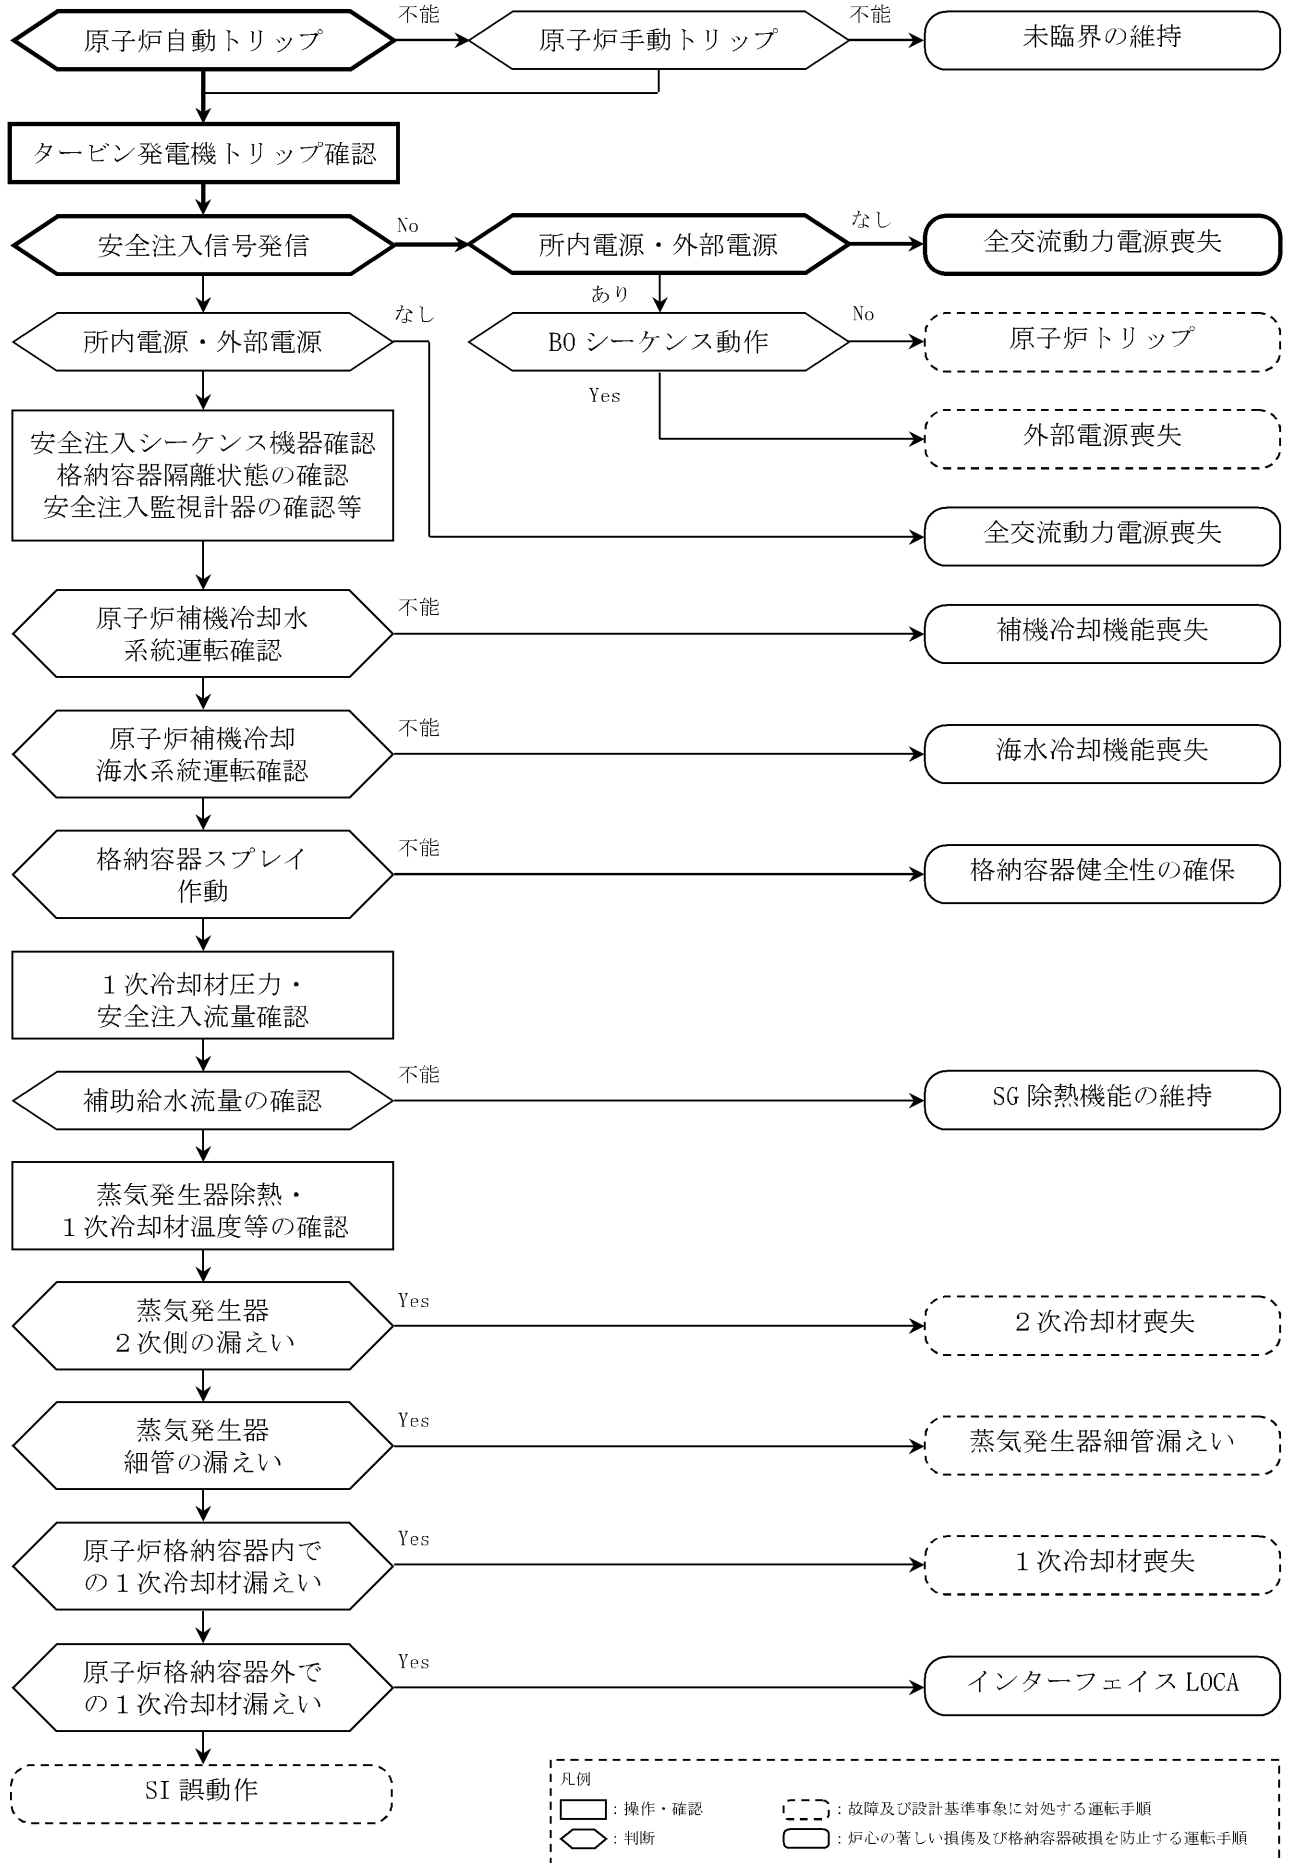 原子炉自動トリップ
不能
原子炉手動トリップ
不能
未臨界の維持
タービン発電機トリップ確認
安全注入信号発信
No
所内電源・外部電源
なし
全交流動力電源喪失
あり
所内電源・外部電源
なし
BO シーケンス動作
No
原子炉トリップ
Yes
外部電源喪失
安全注入シーケンス機器確認
格納容器隔離状態の確認
安全注入監視計器の確認等
全交流動力電源喪失
原子炉補機冷却水
系統運転確認
不能
補機冷却機能喪失
原子炉補機冷却
海水系統運転確認
不能
海水冷却機能喪失
格納容器スプレイ
作動
不能
格納容器健全性の確保
1次冷却材圧力・
安全注入流量確認
補助給水流量の確認
不能
SG 除熱機能の維持
蒸気発生器除熱・
1次冷却材温度等の確認
蒸気発生器
2次側の漏えい
Yes
2次冷却材喪失
蒸気発生器
細管の漏えい
Yes
蒸気発生器細管漏えい
原子炉格納容器内で
の1次冷却材漏えい
Yes
1次冷却材喪失
原子炉格納容器外で
の1次冷却材漏えい
Yes
インターフェイス LOCA
SI 誤動作
凡例
:操作・確認
:故障及び設計基準事象に対処する運転手順
:判断
:炉心の著しい損傷及び格納容器破損を防止する運転手順